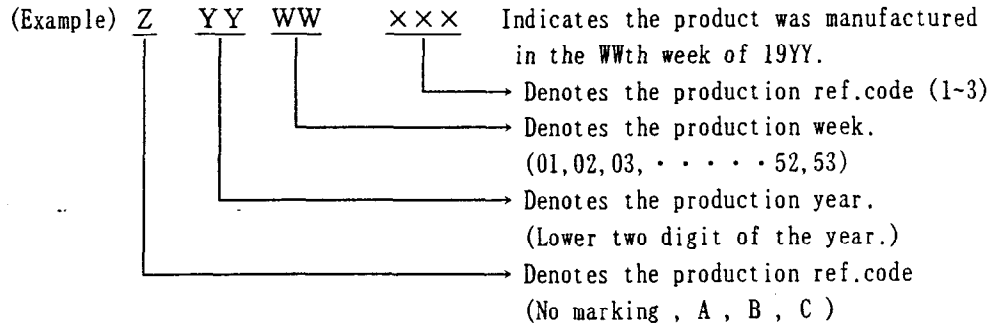 (Example) Z YY WW ××× Indicates the product was manufactured
in the WWth week of 19YY.
Denotes the production ref.code (1~3)
Denotes the production week.
(01,02,03, · · · · · 52,53)
Denotes the production year.
(Lower two digit of the year.)
Denotes the production ref.code
(No marking , A , B , C )